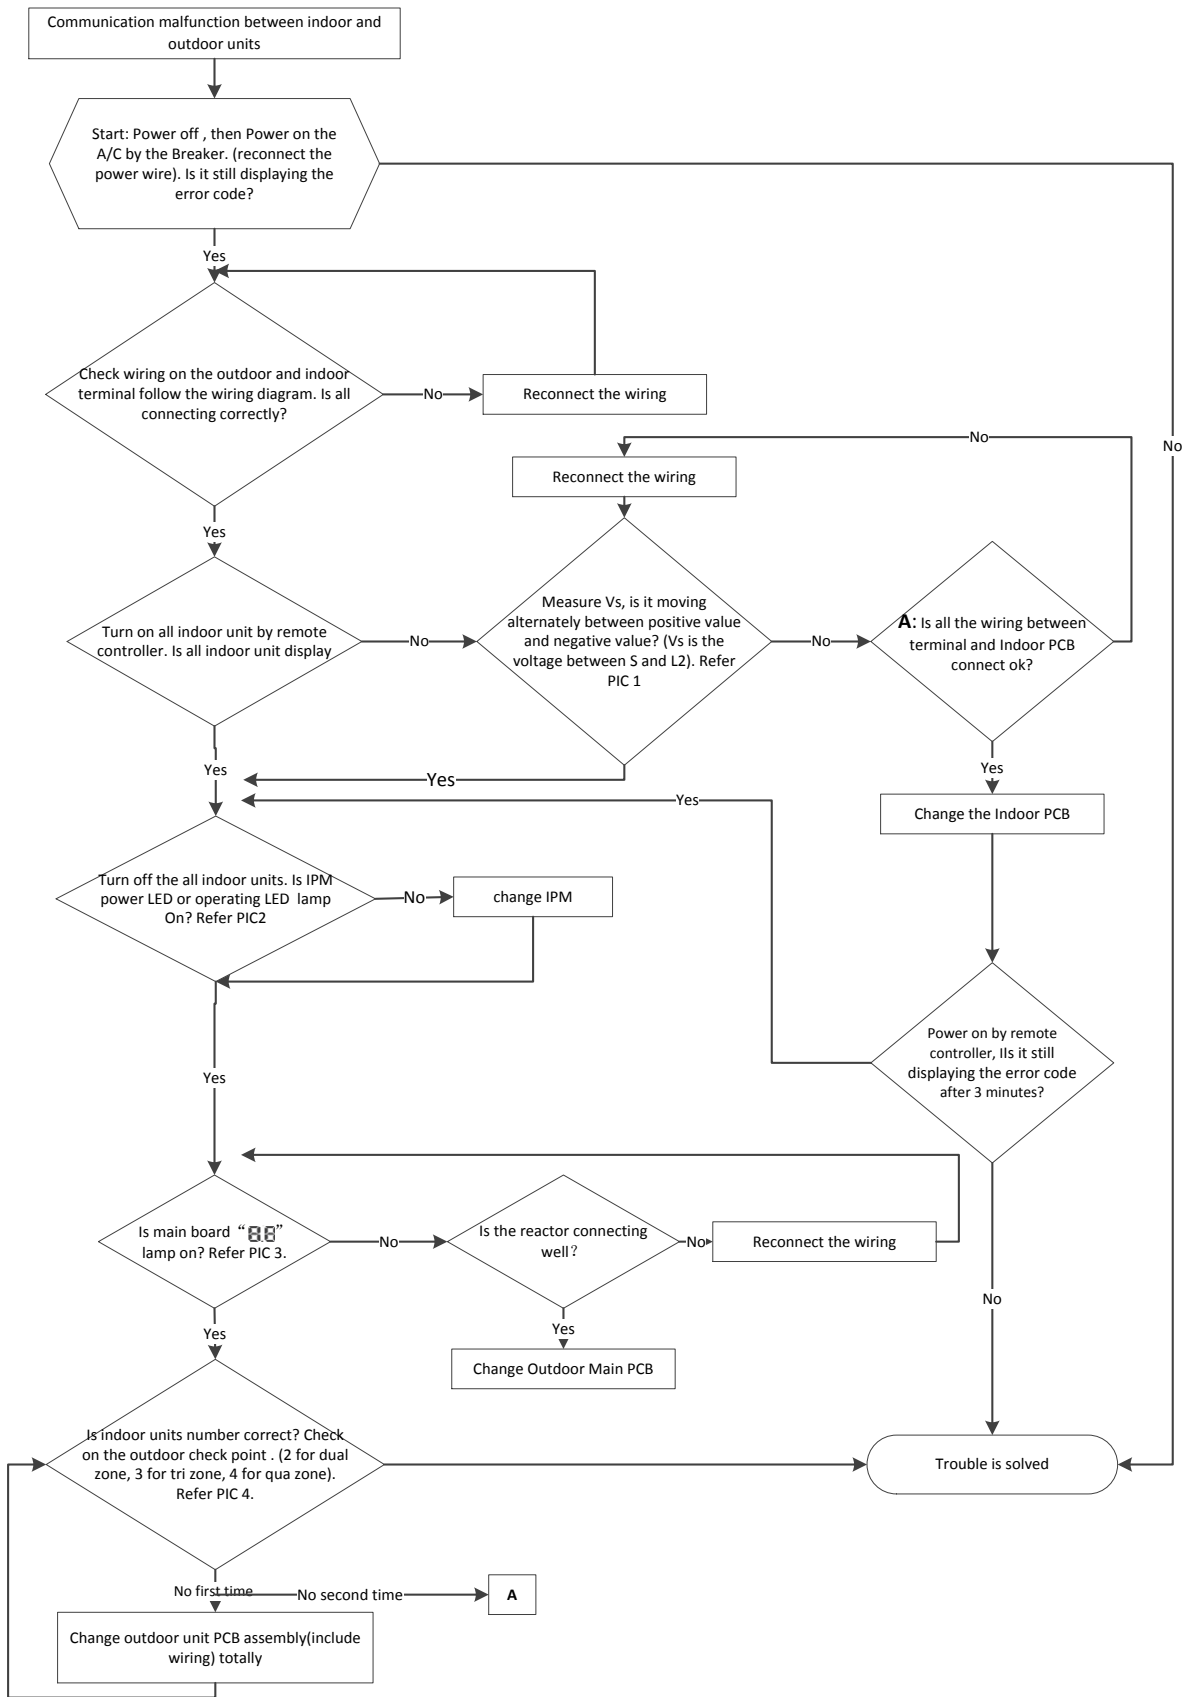 Communication malfunction between indoor and
outdoor units
Start: Power off , then Power on the
A/C by the Breaker. (reconnect the
power wire). Is it still displaying the
error code?
No
Yes
Check wiring on the outdoor and indoor
terminal follow the wiring diagram. Is all
connecting correctly?
No
Reconnect the wiring
No
Reconnect the wiring
Yes
Turn on all indoor unit by remote
controller. Is all indoor unit display
No
Measure Vs, is it moving
alternately between positive value
and negative value? (Vs is the
voltage between S and L2). Refer
PIC 1
No
A: Is all the wiring between
terminal and Indoor PCB
connect ok?
Yes
Yes
Yes
Yes
Change the Indoor PCB
Turn off the all indoor units. Is IPM
power LED or operating LED lamp
On? Refer PIC2
No
change IPM
Power on by remote
controller, IIs it still
displaying the error code
after 3 minutes?
Yes
Is main board “8.8”
lamp on? Refer PIC 3.
No
Is the reactor connecting
well?
No
Reconnect the wiring
No
Yes
Yes
Change Outdoor Main PCB
Is indoor units number correct? Check
on the outdoor check point . (2 for dual
zone, 3 for tri zone, 4 for qua zone).
Refer PIC 4.
Trouble is solved
No first time
No second time
A
Change outdoor unit PCB assembly(include
wiring) totally